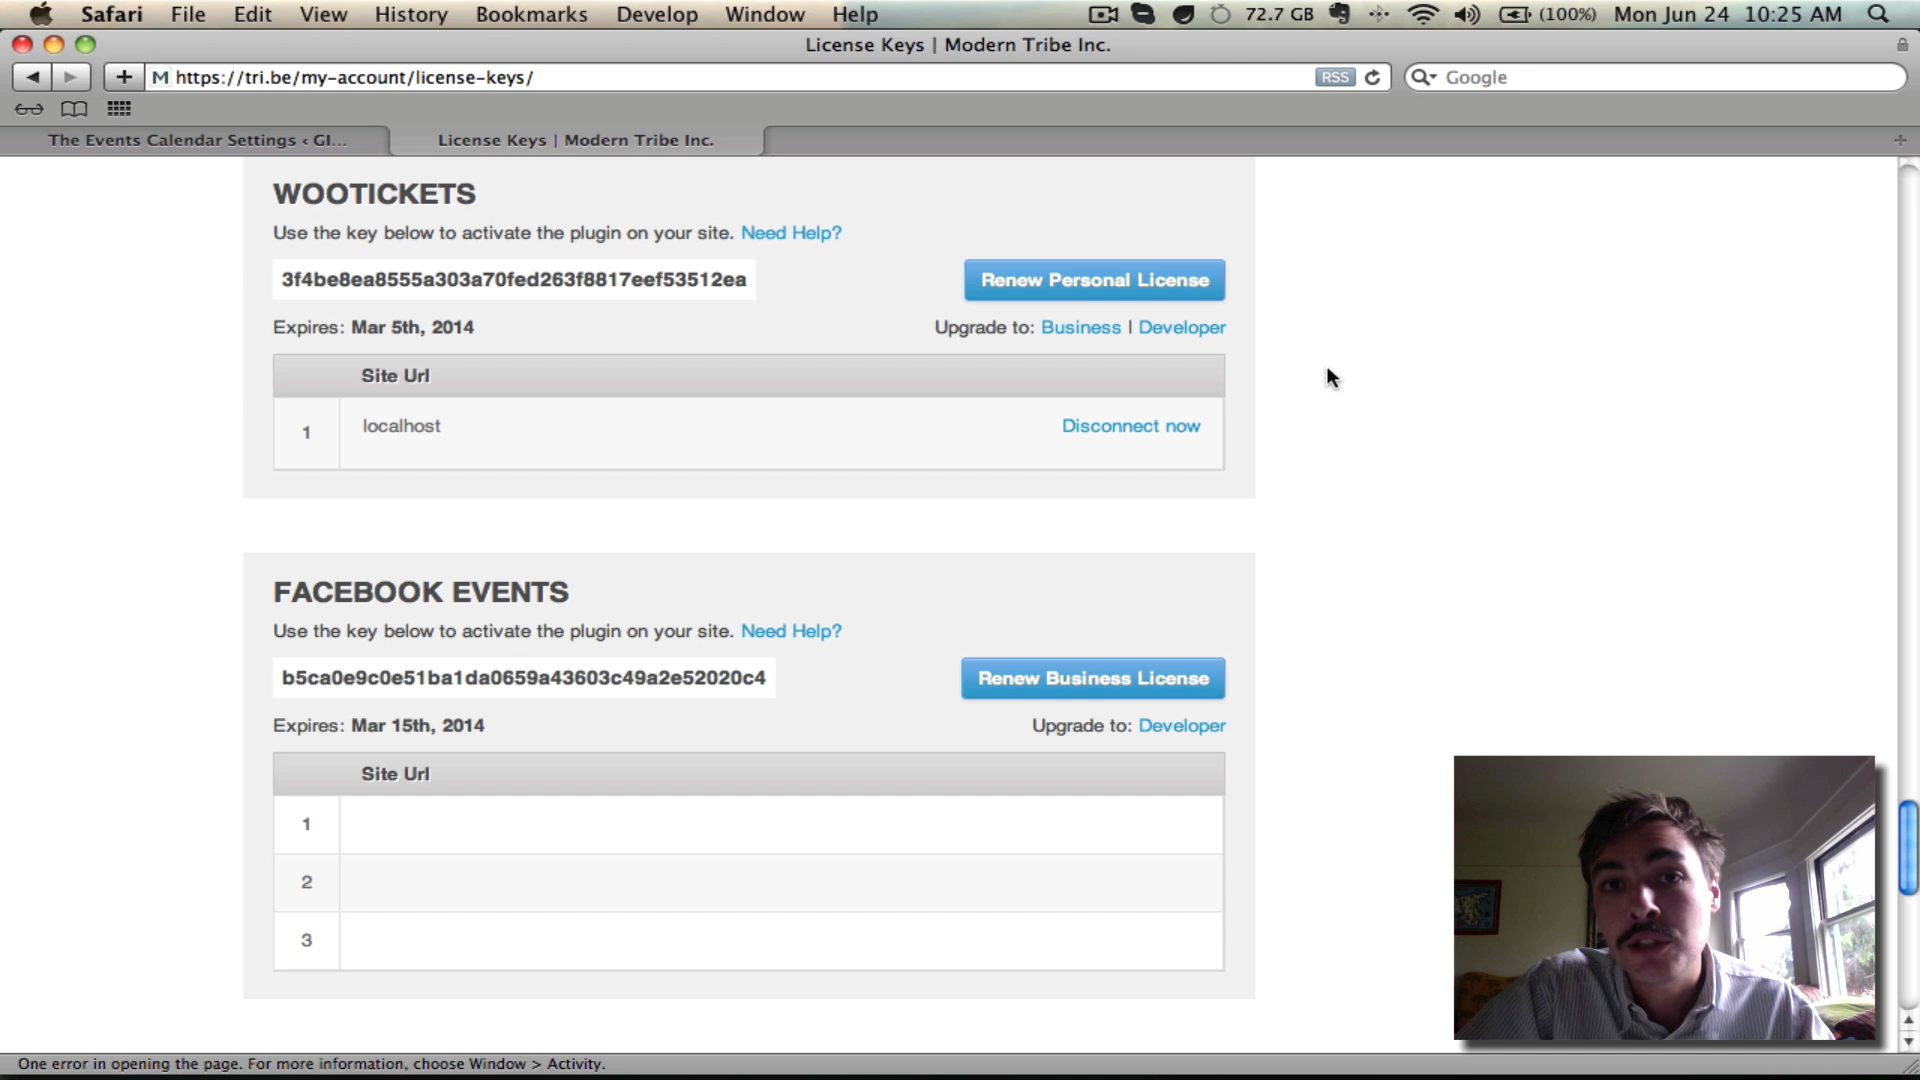 Safari File Edit View History Bookmarks Develop Window Help 72.7 GB (100%) Mon Jun 24 10:25 AM
License Keys | Modern Tribe Inc.
M https://tri.be/my-account/license-keys/ RSS Google
The Events Calendar Settings ‹ Gl... License Keys | Modern Tribe Inc.
WOOTICKETS
Use the key below to activate the plugin on your site. Need Help?
3f4be8ea8555a303a70fed263f8817eef53512ea Renew Personal License
Expires: Mar 5th, 2014 Upgrade to: Business | Developer
Site Url
1 localhost Disconnect now
FACEBOOK EVENTS
Use the key below to activate the plugin on your site. Need Help?
b5ca0e9c0e51ba1da0659a43603c49a2e52020c4 Renew Business License
Expires: Mar 15th, 2014 Upgrade to: Developer
Site Url
1
2
3
One error in opening the page. For more information, choose Window > Activity.